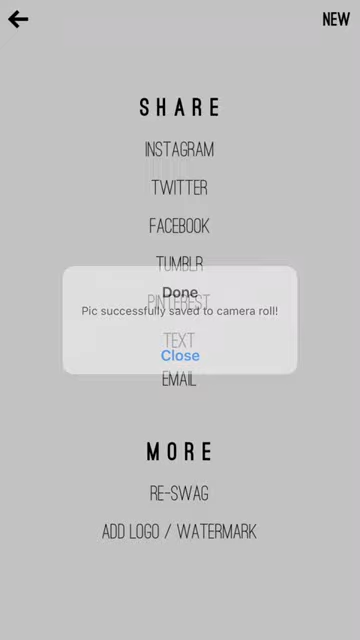 NEW
SHARE
INSTAGRAM
TWITTER
FACEBOOK
TUMBLR
Done
PINTEREST
Pic successfully saved to camera roll!
TEXT
Close
EMAIL
MORE
RE-SWAG
ADD LOGO / WATERMARK